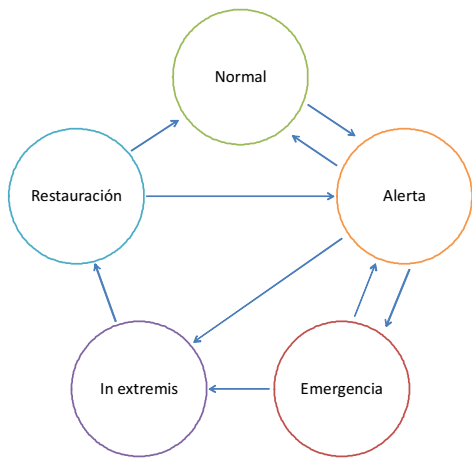 Normal
Restauración
Alerta
In extremis
Emergencia